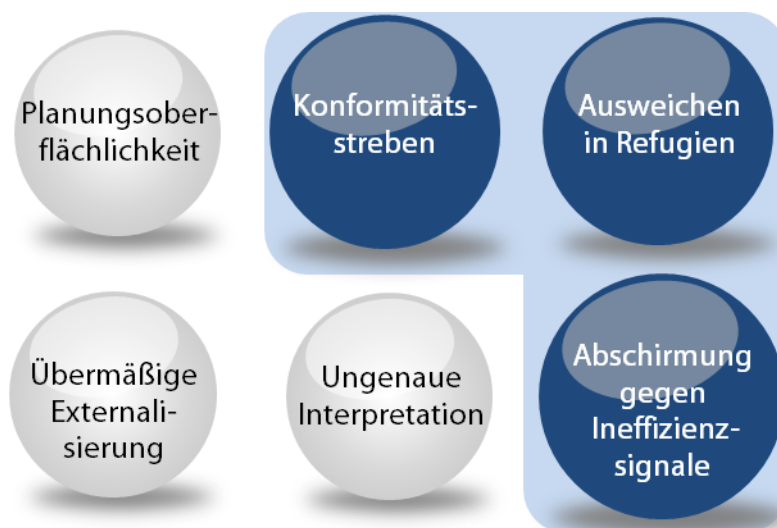 Planungsober-
flächlichkeit
Konformitäts-
streben
Ausweichen
in Refugien
Übermäßige
Externali-
sierung
Ungenaue
Interpretation
Abschirmung
gegen
Ineffizienz-
signale